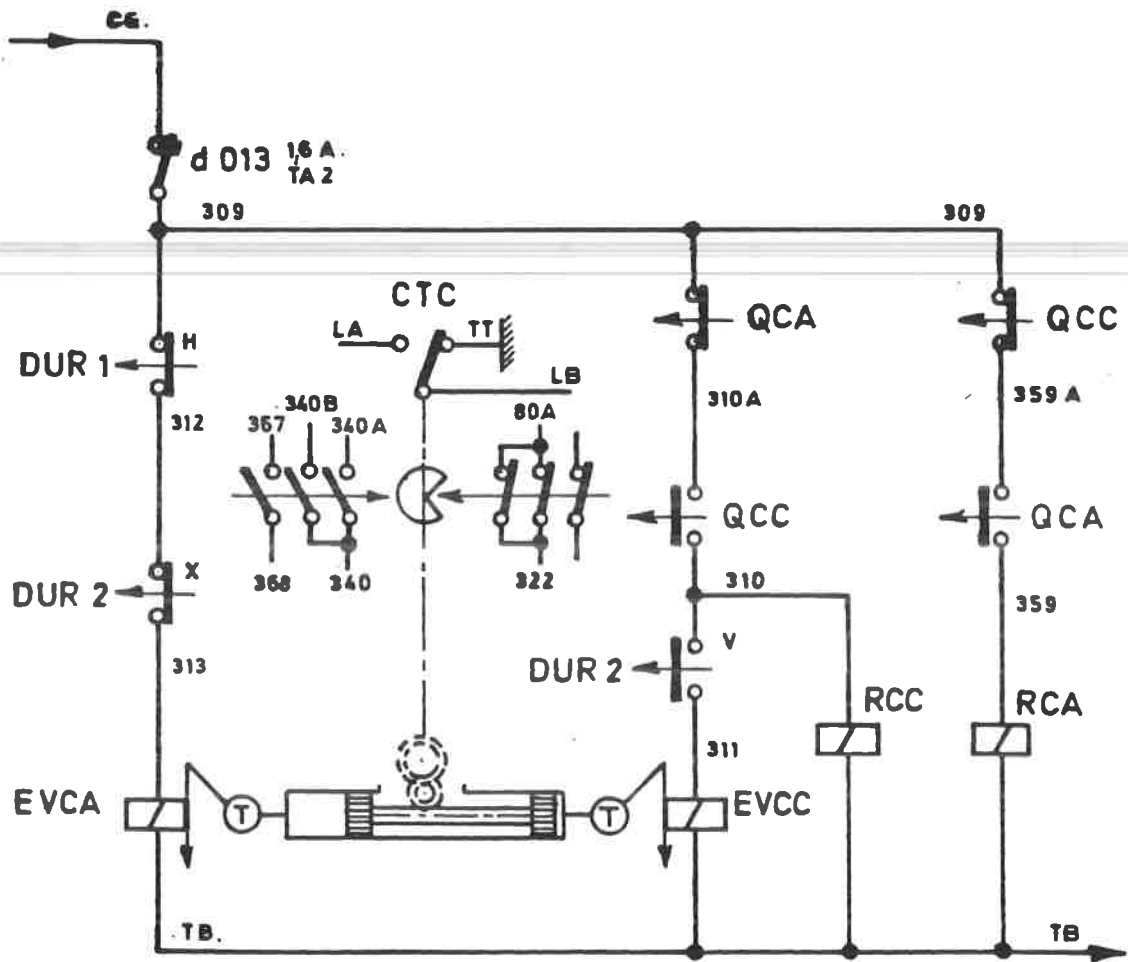 CE.
d 013 1,6 A.
TA 2
309
309
CTC
LA
TT
LB
QCA
QCC
DUR 1
H
312
310A
359 A
367
340B
340A
80A
QCC
QCA
368
340
322
DUR 2
X
310
359
313
DUR 2
V
RCC
RCA
311
EVCA
T
T
EVCC
TB.
TB